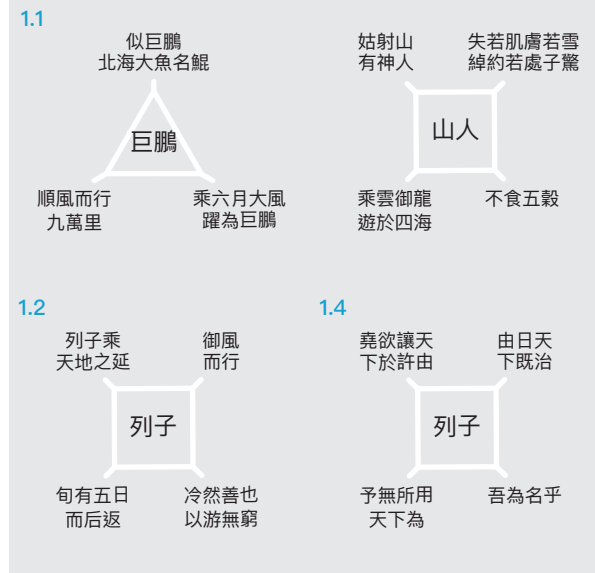 1.1
似巨鵬
北海大魚名鯤
巨鵬
順風而行
九萬里
乘六月大風
躍為巨鵬
姑射山
有神人
失若肌膚若雪
綽約若處子驚
山人
乘雲御龍
遊於四海
不食五穀
1.2
列子乘
天地之延
御風
而行
列子
旬有五日
而后返
冷然善也
以游無窮
1.4
堯欲讓天
下於許由
由日天
下既治
列子
予無所用
天下為
吾為名乎